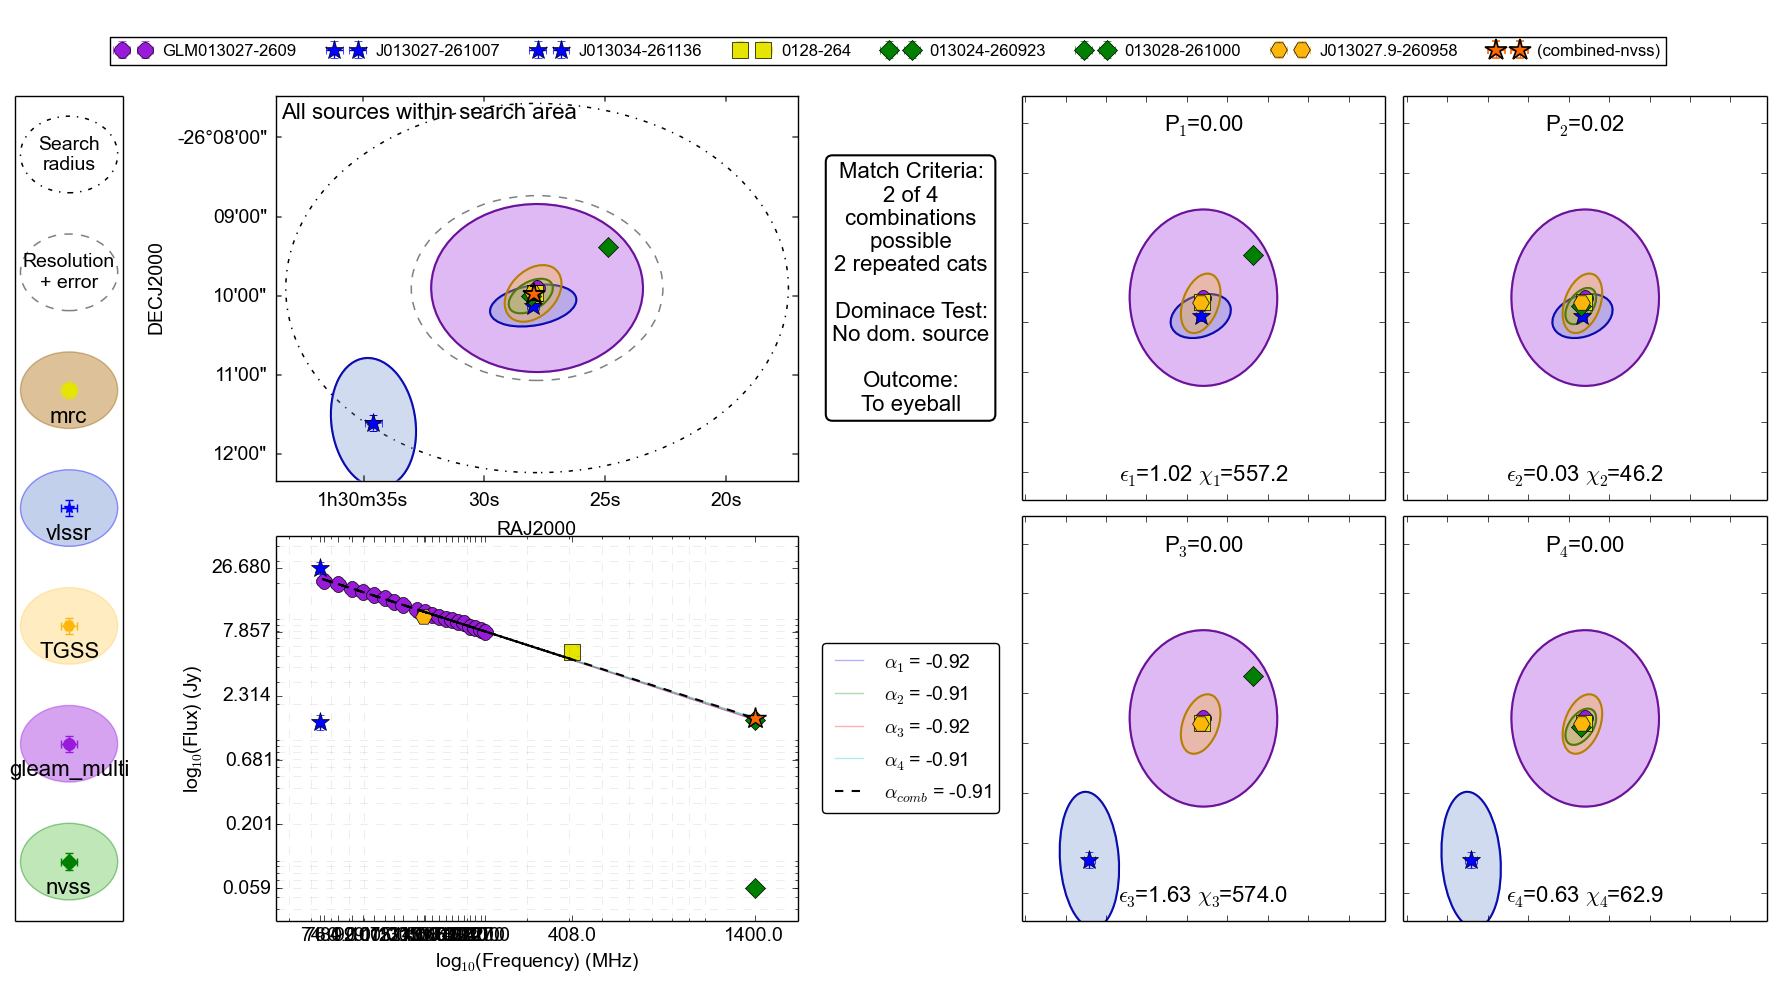 GLM013027-2609 J013027-261007 J013034-261136 0128-264 013024-260923 013028-261000 J013027.9-260958 (combined-nvss)
Search
radius
Resolution
+ error
mrc
vlssr
TGSS
gleam_multi
nvss
All sources within search area
DECJ2000
-26°08'00"
09'00"
10'00"
11'00"
12'00"
1h30m35s 30s 25s 20s
RAJ2000
Match Criteria:
2 of 4
combinations
possible
2 repeated cats
Dominace Test:
No dom. source
Outcome:
To eyeball
P₁=0.00
ϵ₁=1.02 χ₁=557.2
P₂=0.02
ϵ₂=0.03 χ₂=46.2
log₁₀(Flux) (Jy)
26.680
7.857
2.314
0.681
0.201
0.059
408.0 1400.0
log₁₀(Frequency) (MHz)
α₁ = -0.92
α₂ = -0.91
α₃ = -0.92
α₄ = -0.91
α_comb = -0.91
P₃=0.00
ϵ₃=1.63 χ₃=574.0
P₄=0.00
ϵ₄=0.63 χ₄=62.9